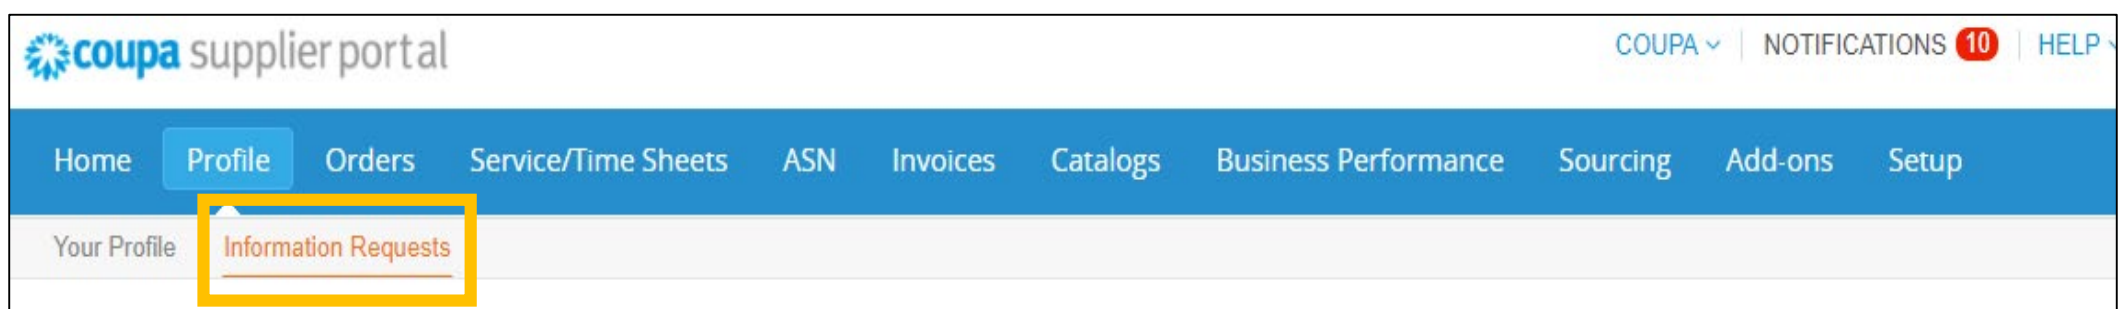 coupa supplier portal COUPA NOTIFICATIONS 10 HELP
Home Profile Orders Service/Time Sheets ASN Invoices Catalogs Business Performance Sourcing Add-ons Setup
Your Profile Information Requests